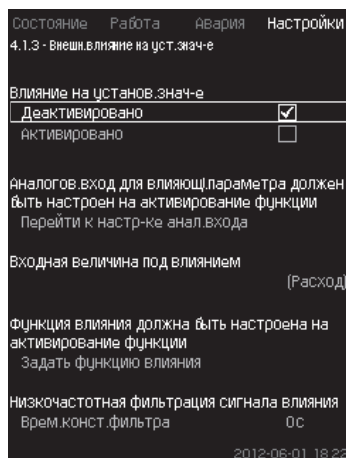 Состояние Работа Авария Настройки
4.1.3 - Внешн.влияние на уст.знач-е
Влияние на установ.знач-е
Деактивировано
Активировано
Аналогов.вход для влияющ.параметра должен
быть настроен на активирование функции
Перейти к настр-ке анал.входа
Входная величина под влиянием
(Расход)
Функция влияния должна быть настроена на
активирование функции
Задать функцию влияния
Низкочастотная фильтрация сигнала влияния
Врем.конст.фильтра 0с
2012-06-01 18:22